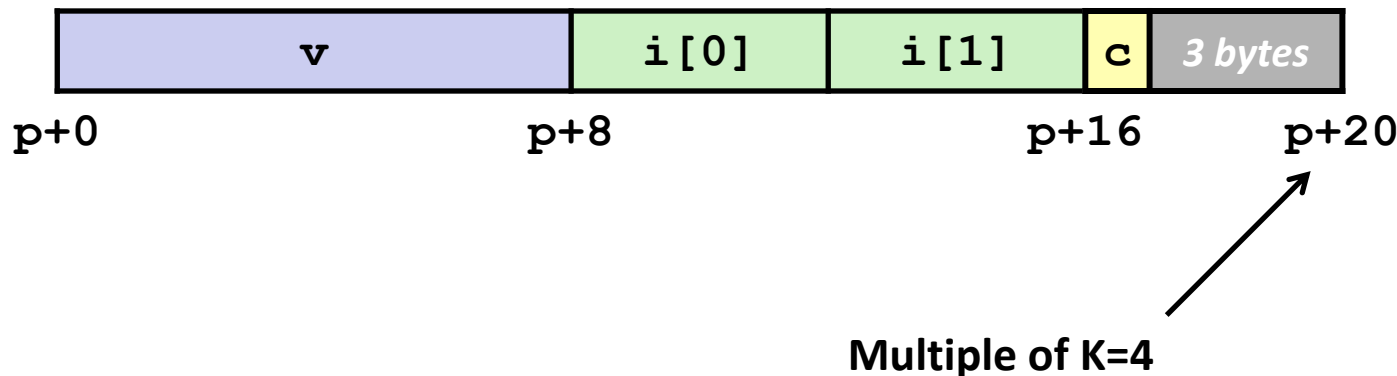 v i[0] i[1] c 3 bytes
p+0 p+8 p+16 p+20
Multiple of K=4